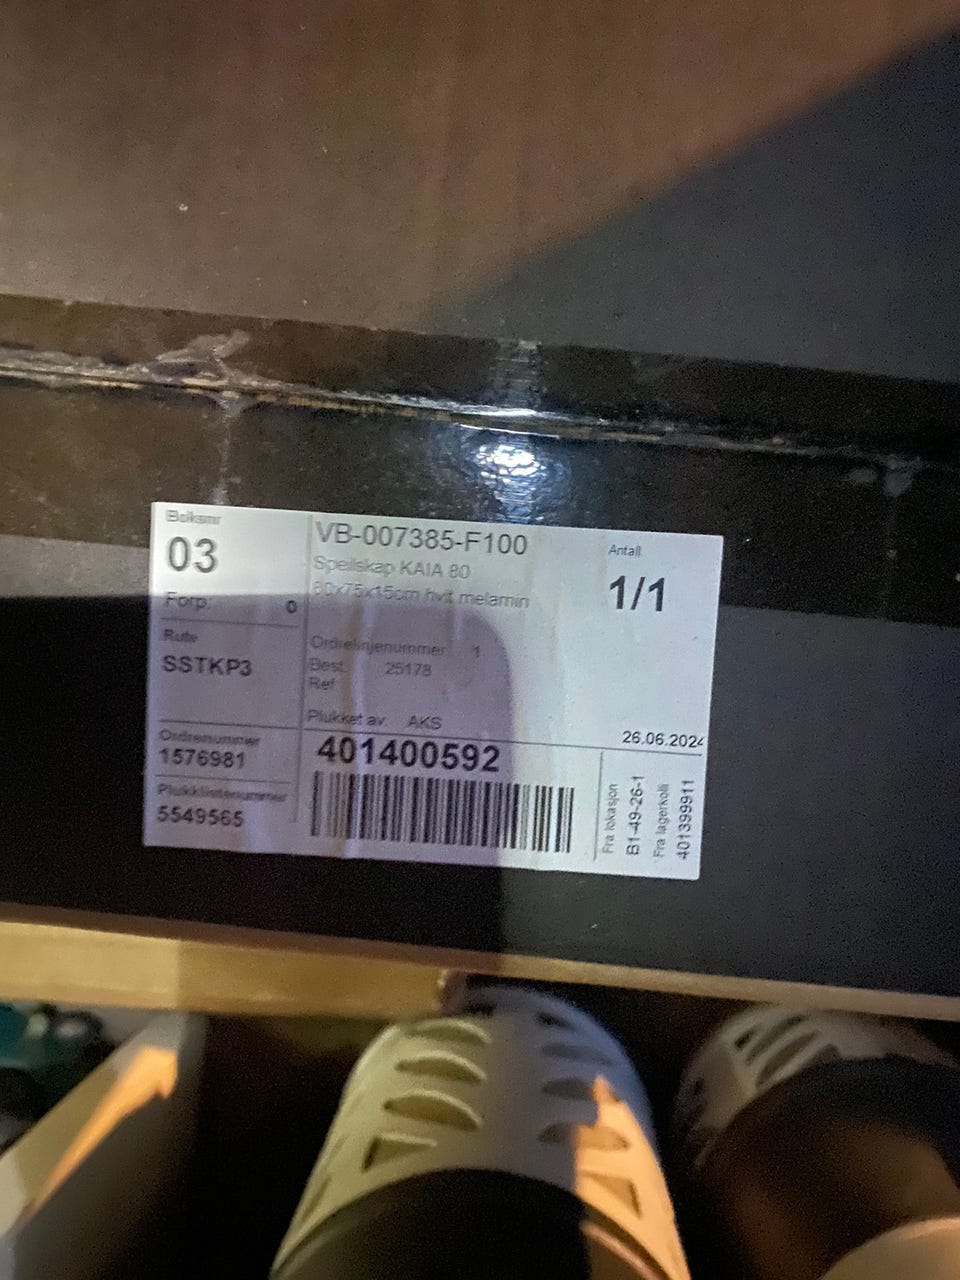 Boksnr
03
Forp: 0
Rute
SSTKP3
Ordrenummer
1576981
Plukklistenummer
5549565
VB-007385-F100
Speilskap KAIA 80
80x75x15cm hvit melamin
Ordrelinjenummer 1
Best. 25178
Ref
Plukket av: AKS
401400592
Antall
1/1
26.06.2024
Fra lokasjon
B1-49-26-1
Fra lagerkolli
401399911